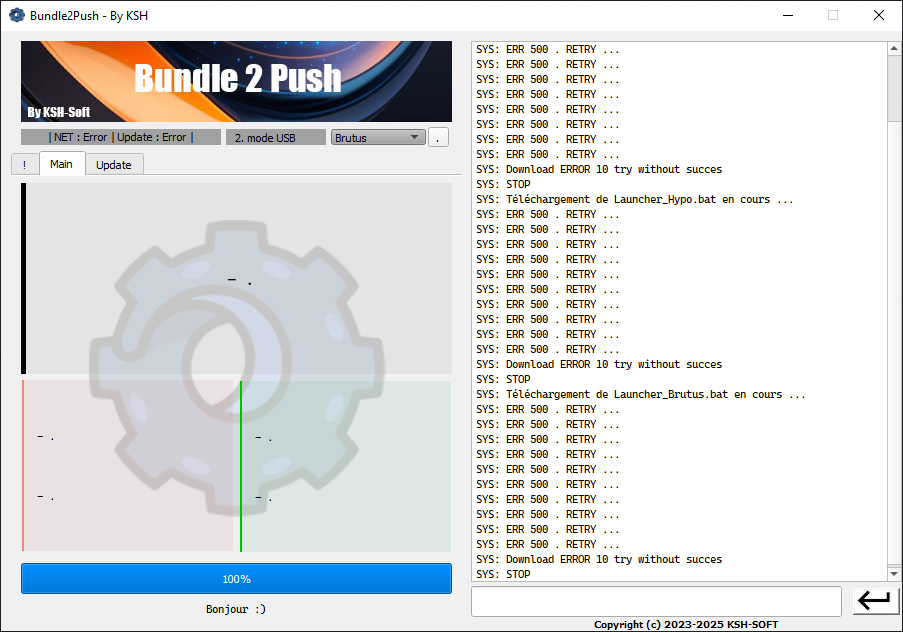 Bundle2Push - By KSH
Bundle 2 Push
By KSH-Soft
| NET : Error | Update : Error |
2. mode USB
Brutus
.
!
Main
Update
– .
– .
– .
– .
– .
100%
Bonjour :)
SYS: ERR 500 . RETRY ...
SYS: ERR 500 . RETRY ...
SYS: ERR 500 . RETRY ...
SYS: ERR 500 . RETRY ...
SYS: ERR 500 . RETRY ...
SYS: ERR 500 . RETRY ...
SYS: ERR 500 . RETRY ...
SYS: ERR 500 . RETRY ...
SYS: Download ERROR 10 try without succes
SYS: STOP
SYS: Téléchargement de Launcher_Hypo.bat en cours ...
SYS: ERR 500 . RETRY ...
SYS: ERR 500 . RETRY ...
SYS: ERR 500 . RETRY ...
SYS: ERR 500 . RETRY ...
SYS: ERR 500 . RETRY ...
SYS: ERR 500 . RETRY ...
SYS: ERR 500 . RETRY ...
SYS: ERR 500 . RETRY ...
SYS: ERR 500 . RETRY ...
SYS: ERR 500 . RETRY ...
SYS: Download ERROR 10 try without succes
SYS: STOP
SYS: Téléchargement de Launcher_Brutus.bat en cours ...
SYS: ERR 500 . RETRY ...
SYS: ERR 500 . RETRY ...
SYS: ERR 500 . RETRY ...
SYS: ERR 500 . RETRY ...
SYS: ERR 500 . RETRY ...
SYS: ERR 500 . RETRY ...
SYS: ERR 500 . RETRY ...
SYS: ERR 500 . RETRY ...
SYS: ERR 500 . RETRY ...
SYS: ERR 500 . RETRY ...
SYS: Download ERROR 10 try without succes
SYS: STOP
Copyright (c) 2023-2025 KSH-SOFT